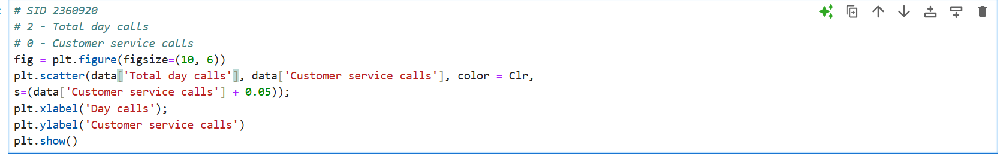 # SID 2360920
# 2 - Total day calls
# 0 - Customer service calls
fig = plt.figure(figsize=(10, 6))
plt.scatter(data['Total day calls'], data['Customer service calls'], color = Clr,
s=(data['Customer service calls'] + 0.05));
plt.xlabel('Day calls');
plt.ylabel('Customer service calls')
plt.show()